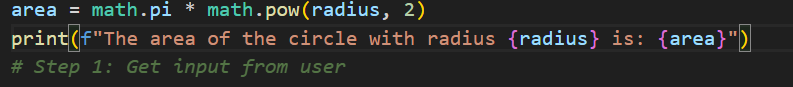 area = math.pi * math.pow(radius, 2)
print(f"The area of the circle with radius {radius} is: {area}")
# Step 1: Get input from user